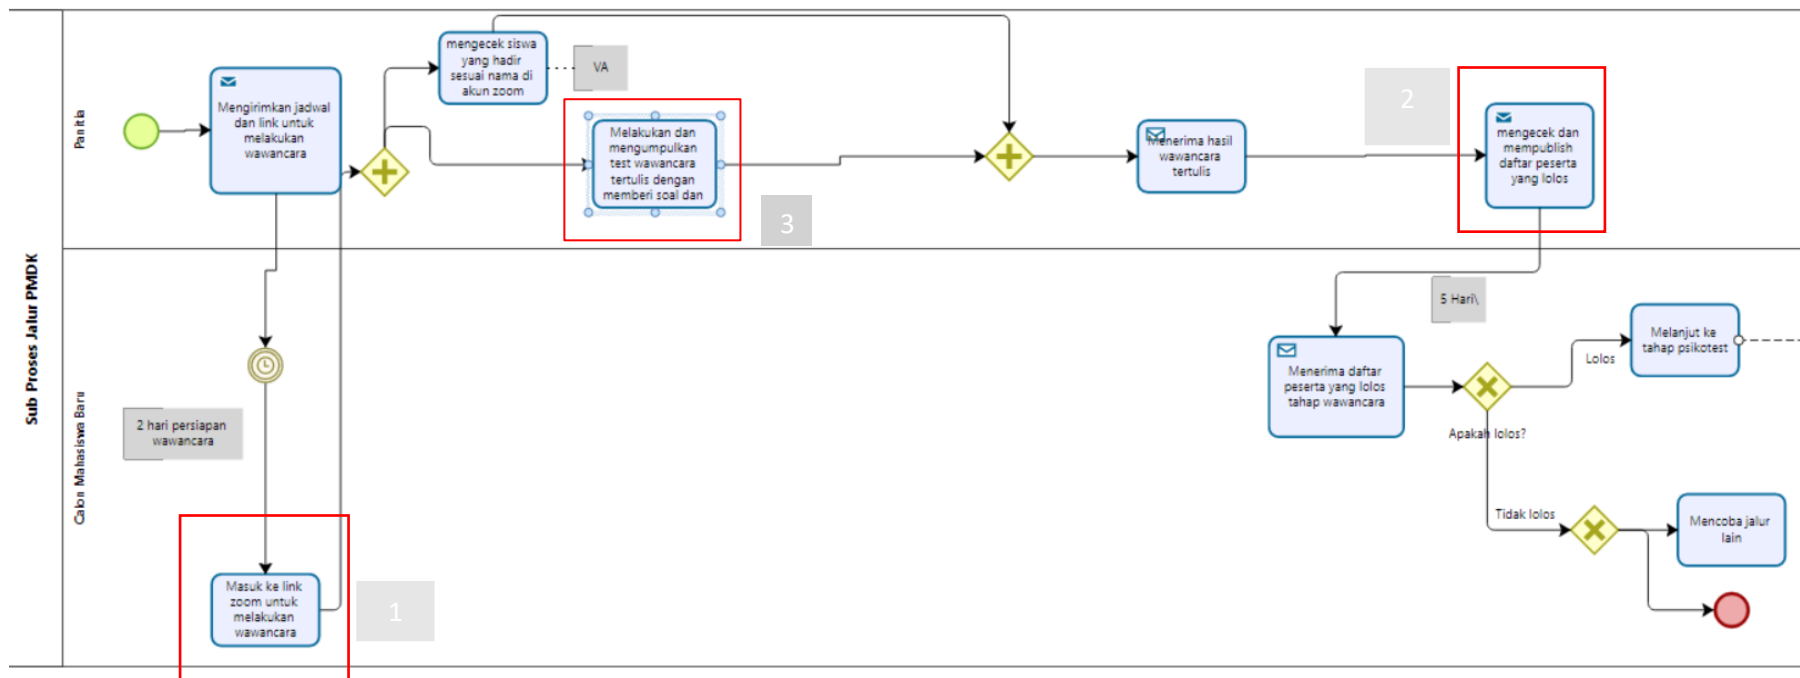 Sub Proses Jalur PMDK
Panitia
Mengirimkan jadwal
dan link untuk
melakukan
wawancara
mengecek siswa
yang hadir
sesuai nama di
akun zoom
VA
Melakukan dan
mengumpulkan
test wawancara
tertulis dengan
memberi soal dan
3
Menerima hasil
wawancara
tertulis
2
mengecek dan
mempublish
daftar peserta
yang lolos
Calon Mahasiswa Baru
2 hari persiapan
wawancara
Masuk ke link
zoom untuk
melakukan
wawancara
1
5 Hari\
Menerima daftar
peserta yang lolos
tahap wawancara
Apakah lolos?
Lolos
Melanjut ke
tahap psikotest
Tidak lolos
Mencoba jalur
lain